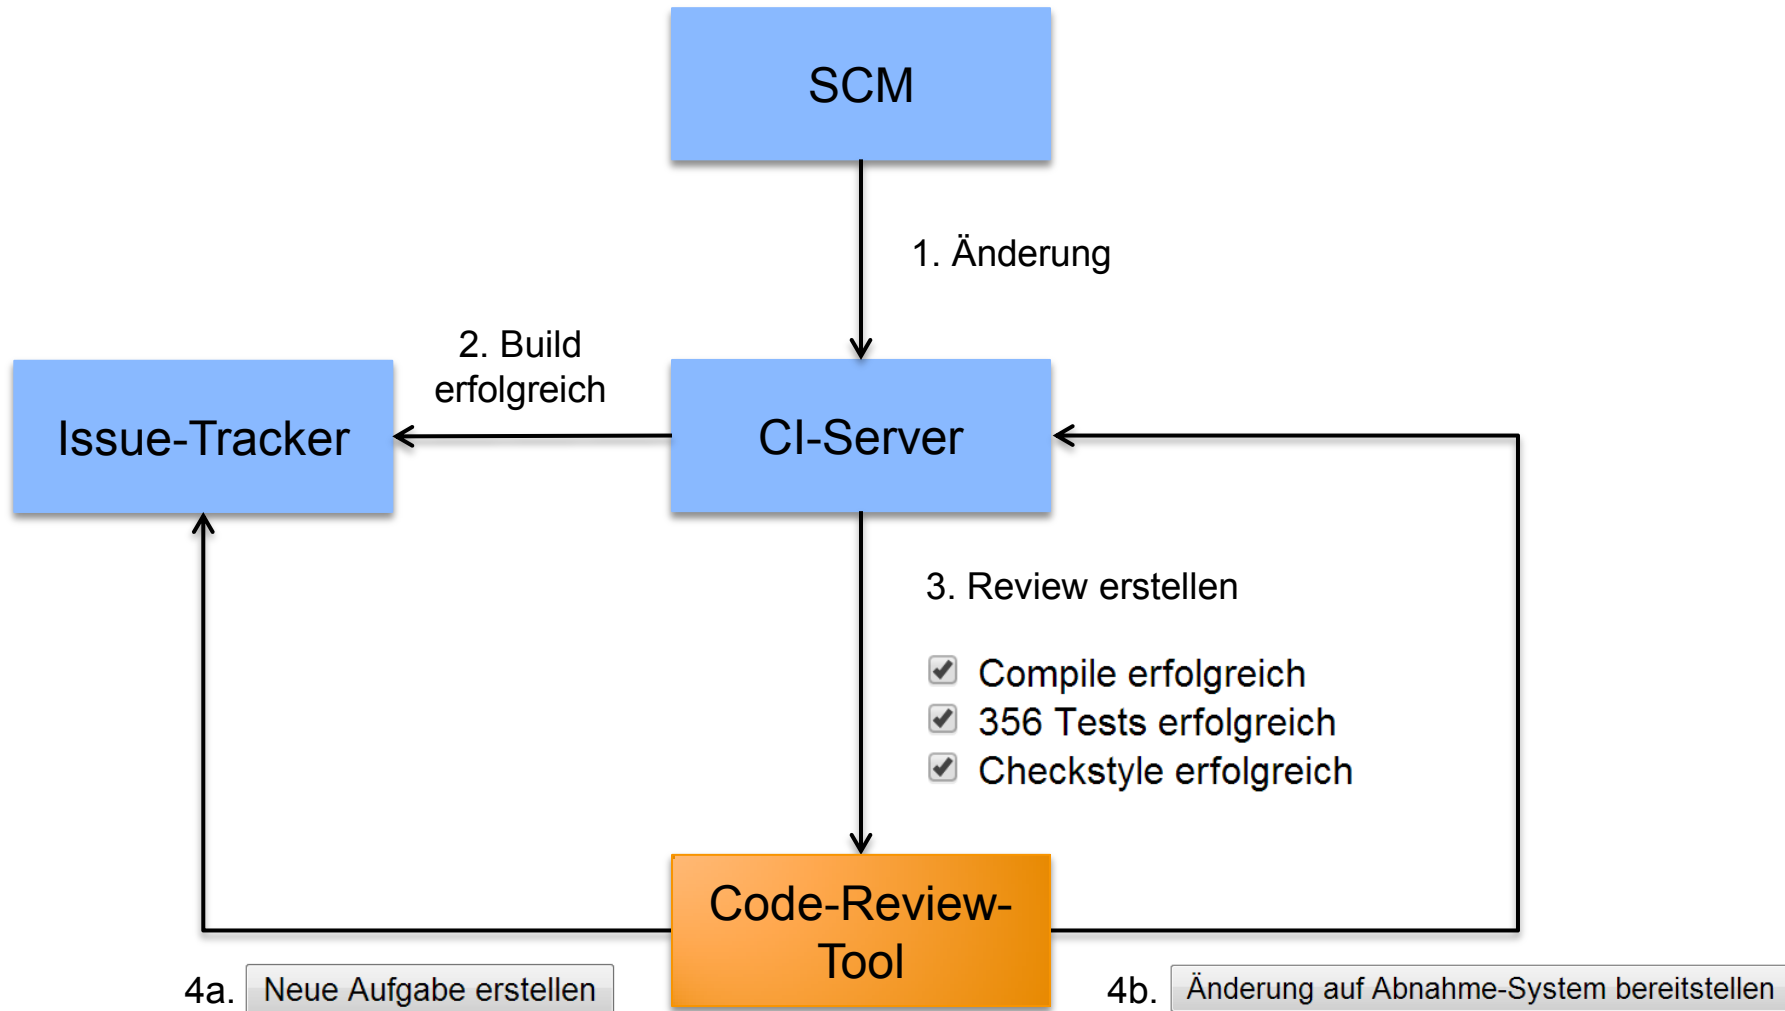 SCM
1. Änderung
2. Build
erfolgreich
Issue-Tracker
CI-Server
3. Review erstellen
Compile erfolgreich
356 Tests erfolgreich
Checkstyle erfolgreich
Code-Review-
Tool
4a. Neue Aufgabe erstellen
4b. Änderung auf Abnahme-System bereitstellen